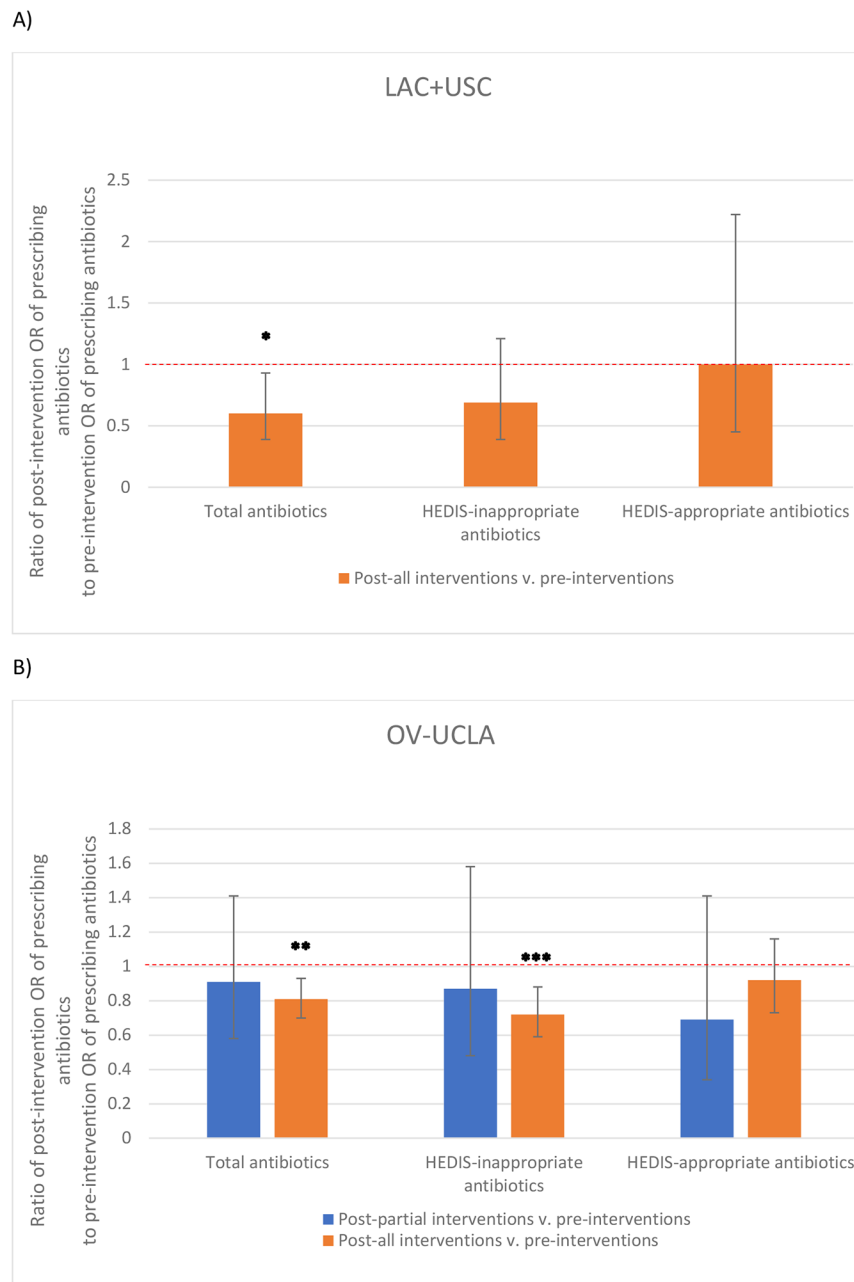 A)
LAC+USC
Ratio of post-intervention OR of prescribing
antibiotics
to pre-intervention OR of prescribing antibiotics
2.5
2
1.5
1
0.5
0
*
Total antibiotics
HEDIS-inappropriate
antibiotics
HEDIS-appropriate antibiotics
Post-all interventions v. pre-interventions
B)
OV-UCLA
Ratio of post-intervention OR of prescribing
antibiotics
to pre-intervention OR of prescribing antibiotics
1.8
1.6
1.4
1.2
1
0.8
0.6
0.4
0.2
0
**
***
Total antibiotics
HEDIS-inappropriate
antibiotics
HEDIS-appropriate antibiotics
Post-partial interventions v. pre-interventions
Post-all interventions v. pre-interventions